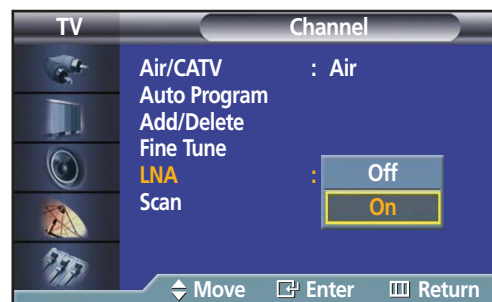 TV Channel
Air/CATV : Air
Auto Program
Add/Delete
Fine Tune
LNA : Off
On
Scan
Move Enter Return